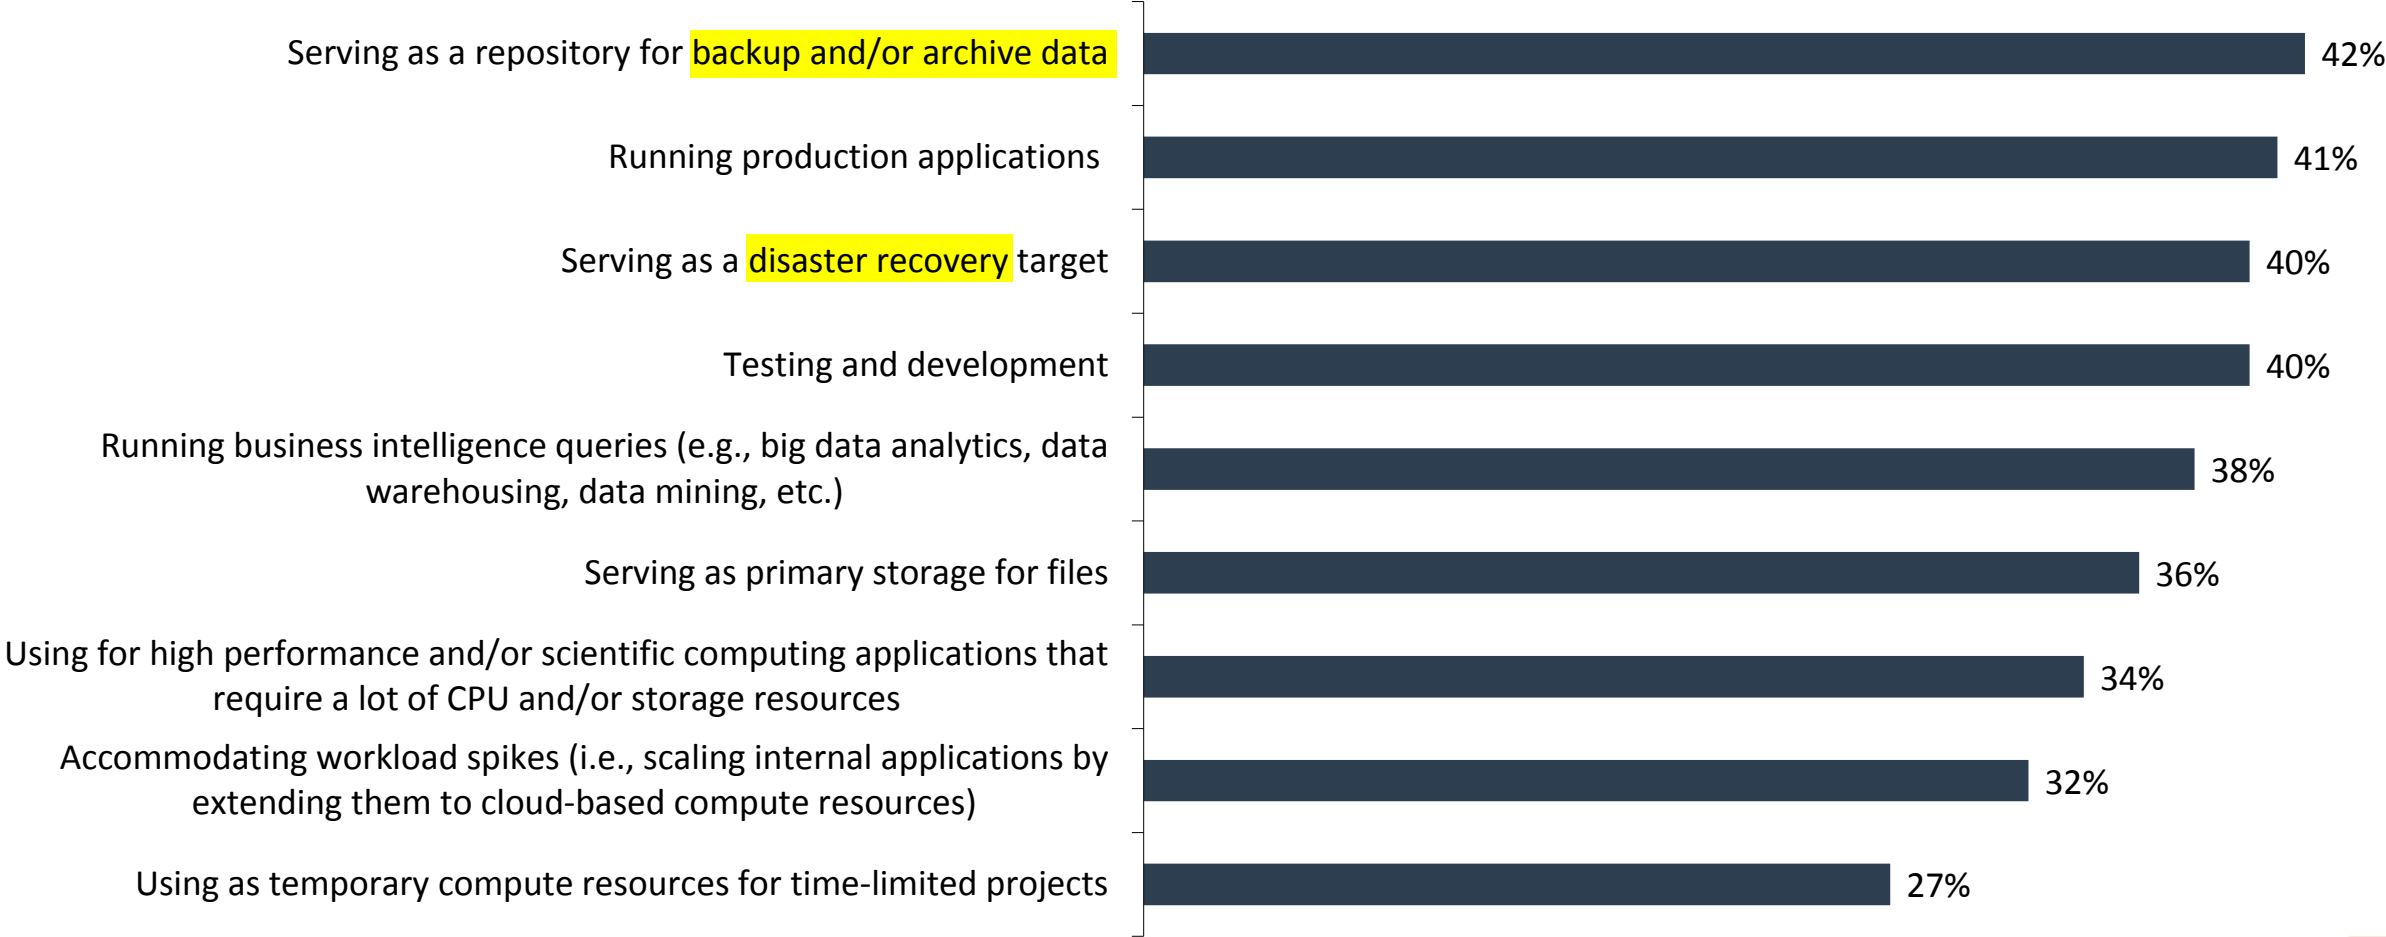 Serving as a repository for backup and/or archive data 42%
Running production applications 41%
Serving as a disaster recovery target 40%
Testing and development 40%
Running business intelligence queries (e.g., big data analytics, data
warehousing, data mining, etc.) 38%
Serving as primary storage for files 36%
Using for high performance and/or scientific computing applications that
require a lot of CPU and/or storage resources 34%
Accommodating workload spikes (i.e., scaling internal applications by
extending them to cloud-based compute resources) 32%
Using as temporary compute resources for time-limited projects 27%